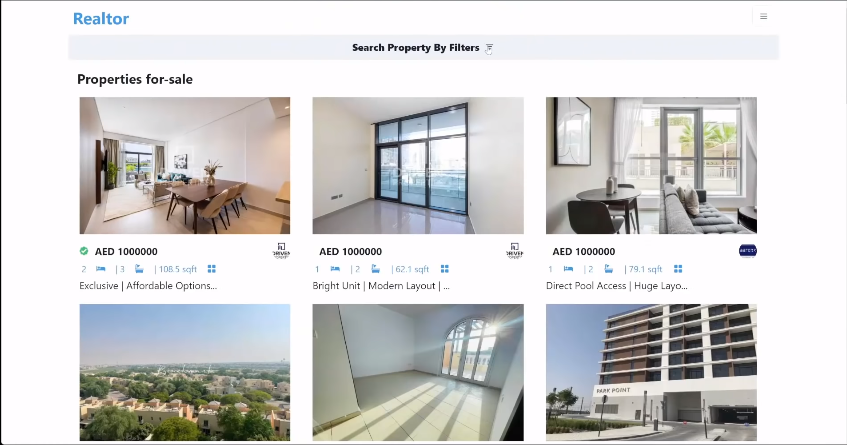 Realtor
Search Property By Filters
Properties for-sale
AED 1000000
DRIVEN
2 | 3 | 108.5 sqft
Exclusive | Affordable Options...
AED 1000000
DRIVEN
1 | 2 | 62.1 sqft
Bright Unit | Modern Layout | ...
AED 1000000
1 | 2 | 79.1 sqft
Direct Pool Access | Huge Layo...
PARK POINT